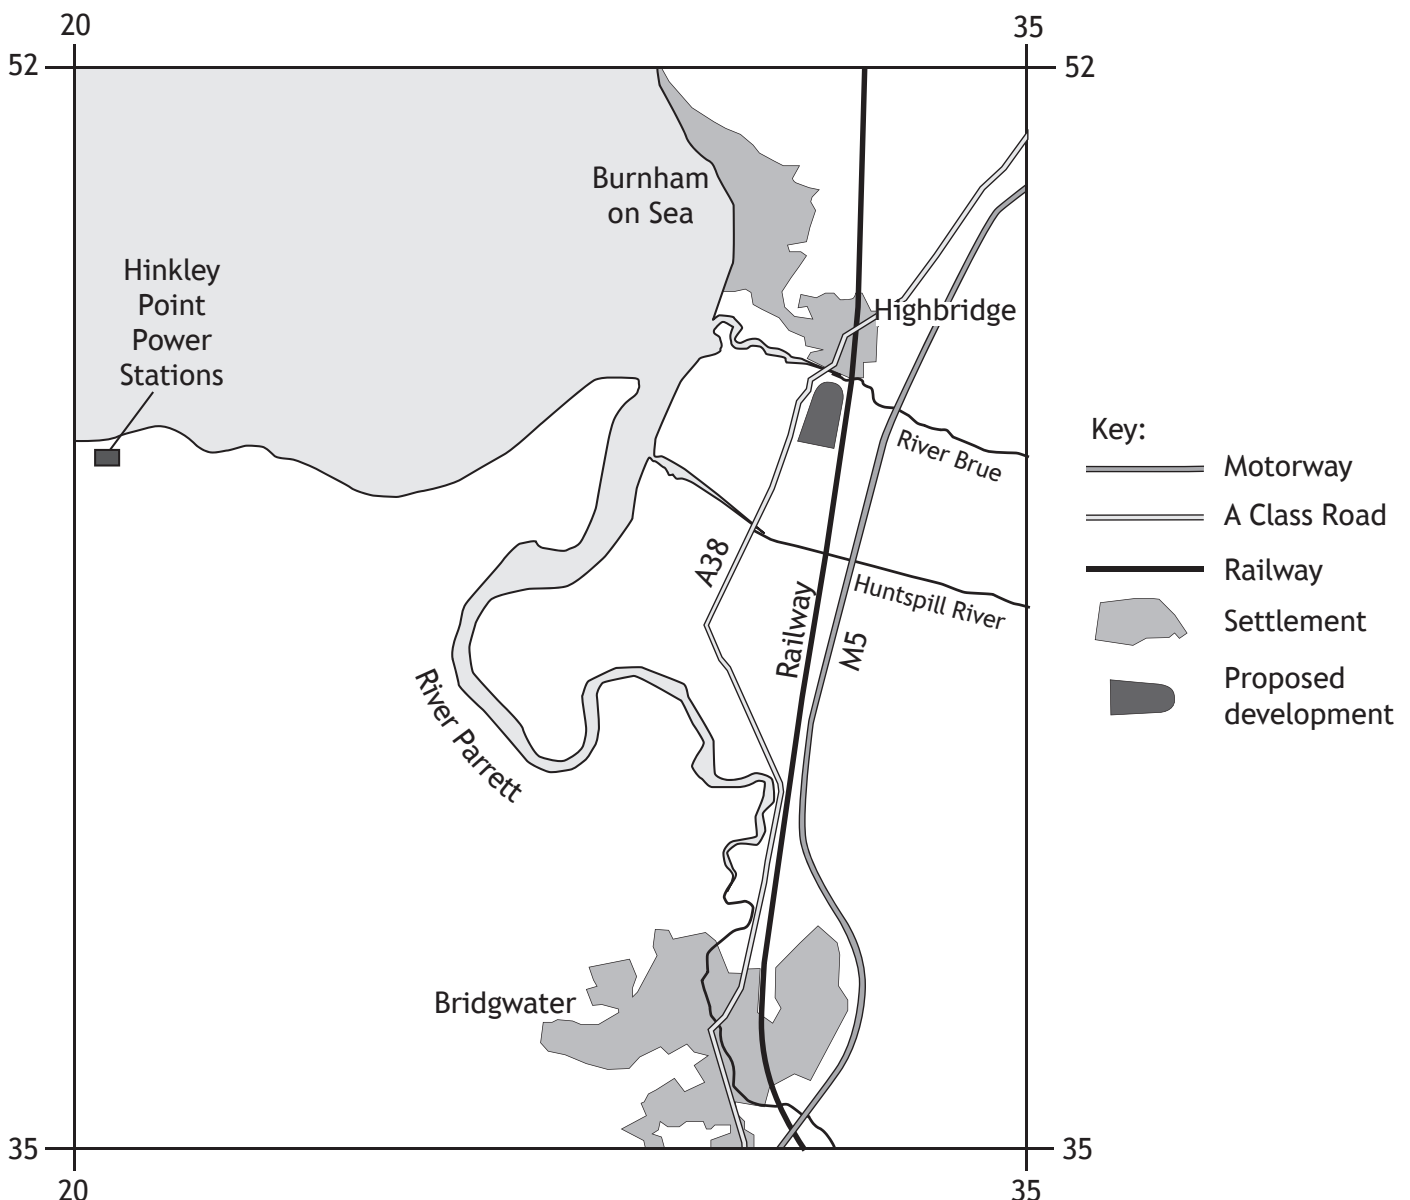 20
35
52
52
Burnham
on Sea
Hinkley
Point
Power
Stations
Highbridge
River Brue
A38
Huntspill River
Railway
M5
River Parrett
Bridgwater
35
35
20
35
Key:
Motorway
A Class Road
Railway
Settlement
Proposed
development